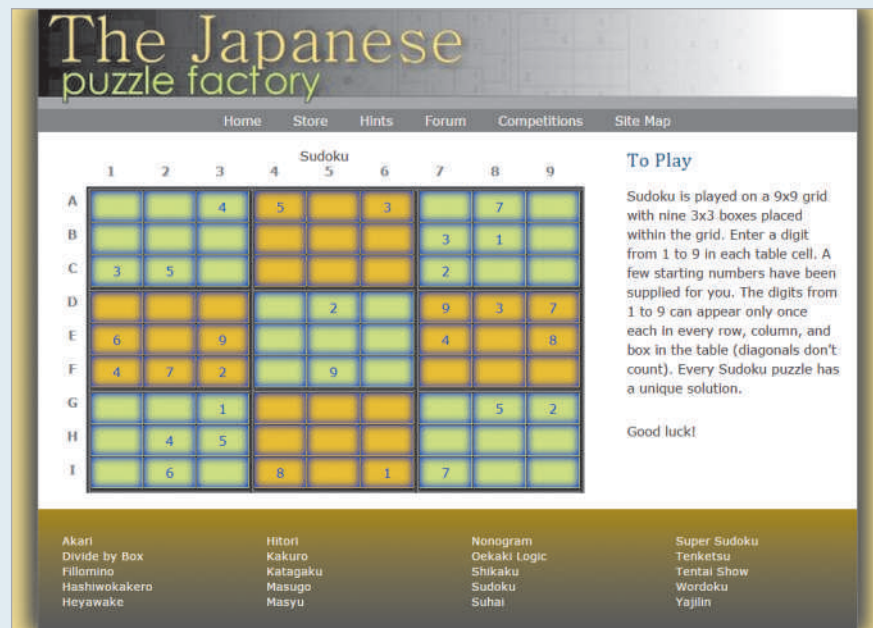 The Japanese
puzzle factory
Home Store Hints Forum Competitions Site Map
Sudoku
1 2 3 4 5 6 7 8 9
A 4 5 3 7
B 3 1
C 3 5 2
D 2 9 3 7
E 6 9 4 8
F 4 7 2 9
G 1 5 2
H 4 5
I 6 8 1 7
To Play
Sudoku is played on a 9x9 grid
with nine 3x3 boxes placed
within the grid. Enter a digit
from 1 to 9 in each table cell. A
few starting numbers have been
supplied for you. The digits from
1 to 9 can appear only once
each in every row, column, and
box in the table (diagonals don't
count). Every Sudoku puzzle has
a unique solution.
Good luck!
Akari Hitori Nonogram Super Sudoku
Divide by Box Kakuro Oekaki Logic Tenketsu
Fillomino Katagaku Shikaku Tentai Show
Hashiwokakero Masugo Sudoku Wordoku
Heyawake Masyu Suhai Yajilin